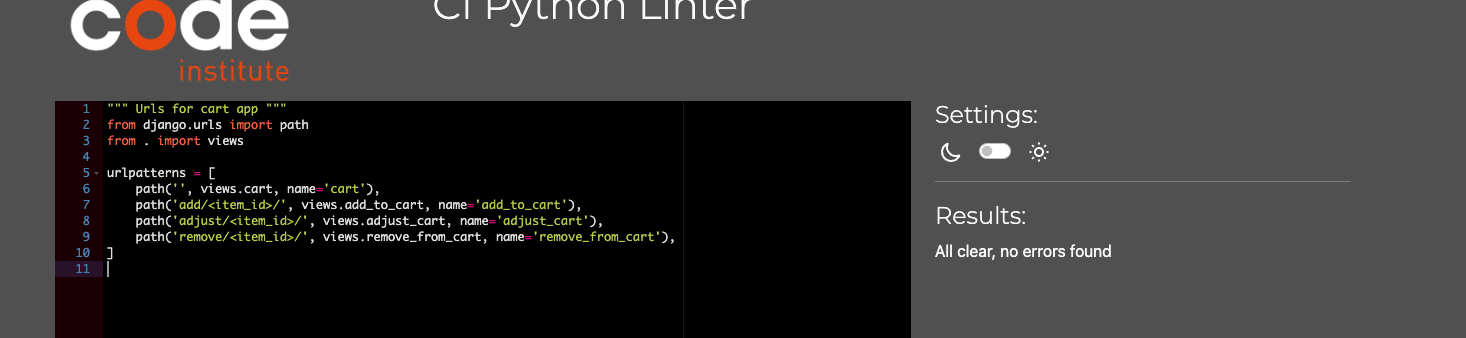 code
institute
CI Python Linter
1 """ Urls for cart app """
2 from django.urls import path
3 from . import views
4
5 urlpatterns = [
6     path('', views.cart, name='cart'),
7     path('add/<item_id>/', views.add_to_cart, name='add_to_cart'),
8     path('adjust/<item_id>/', views.adjust_cart, name='adjust_cart'),
9     path('remove/<item_id>/', views.remove_from_cart, name='remove_from_cart'),
10 ]
11
Settings:
Results:
All clear, no errors found